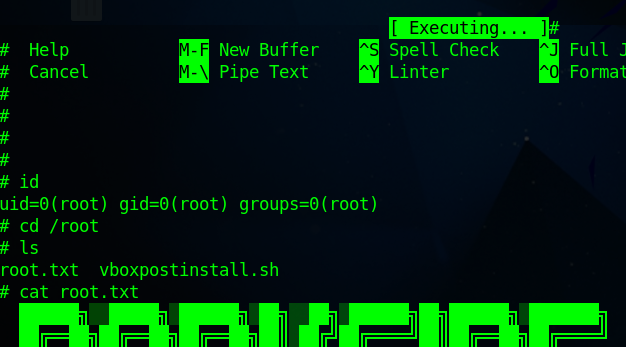 [ Executing... ]#
#  Help         M-F New Buffer    ^S Spell Check    ^J Full J
#  Cancel        M-\ Pipe Text     ^Y Linter         ^O Format
#
#
#
#
# id
uid=0(root) gid=0(root) groups=0(root)
# cd /root
# ls
root.txt  vboxpostinstall.sh
# cat root.txt